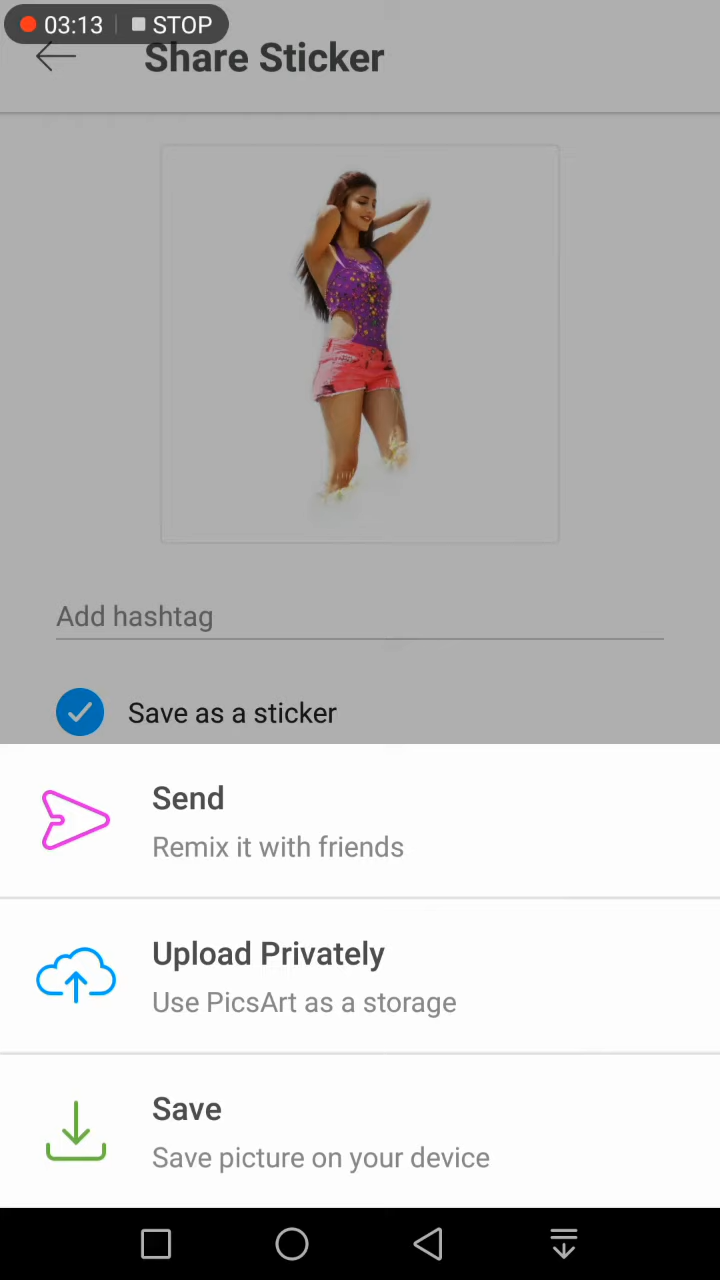 03:13 STOP
Share Sticker
Add hashtag
Save as a sticker
Send
Remix it with friends
Upload Privately
Use PicsArt as a storage
Save
Save picture on your device